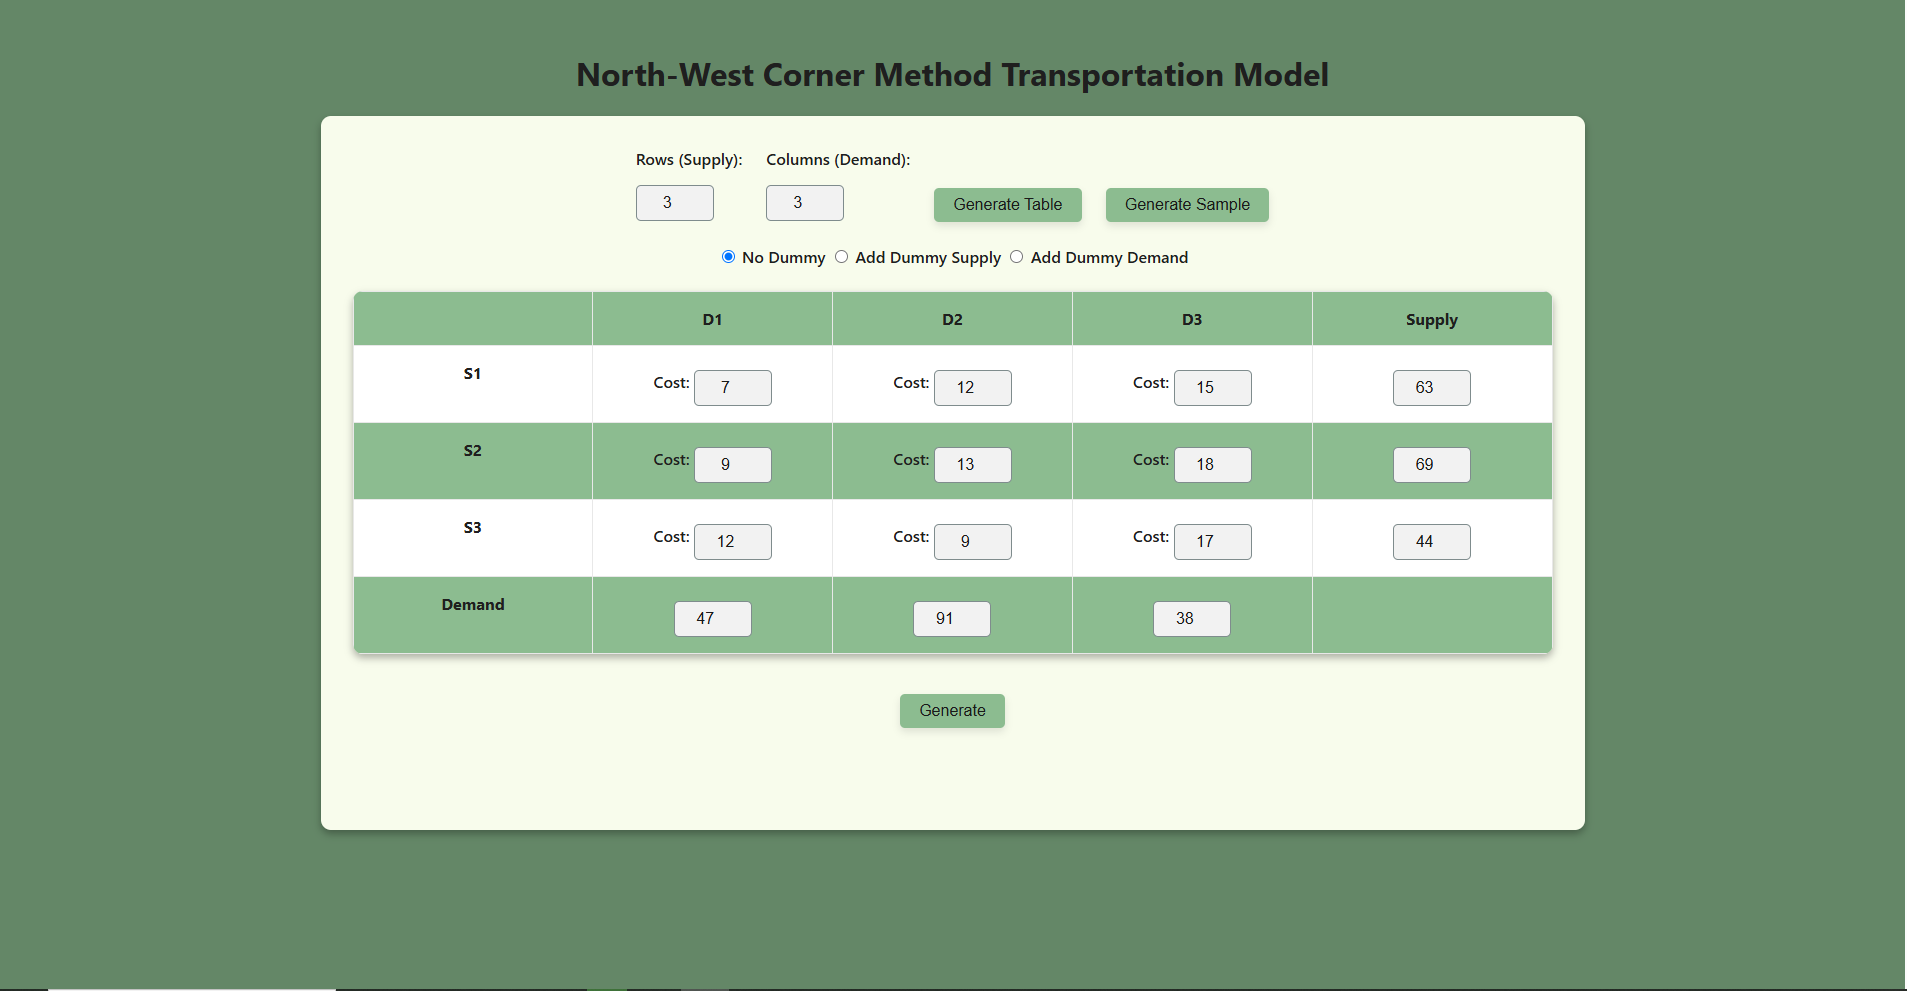 North-West Corner Method Transportation Model
Rows (Supply): Columns (Demand):
3 3 Generate Table Generate Sample
No Dummy Add Dummy Supply Add Dummy Demand
D1 D2 D3 Supply
S1 Cost: 7 Cost: 12 Cost: 15 63
S2 Cost: 9 Cost: 13 Cost: 18 69
S3 Cost: 12 Cost: 9 Cost: 17 44
Demand 47 91 38
Generate